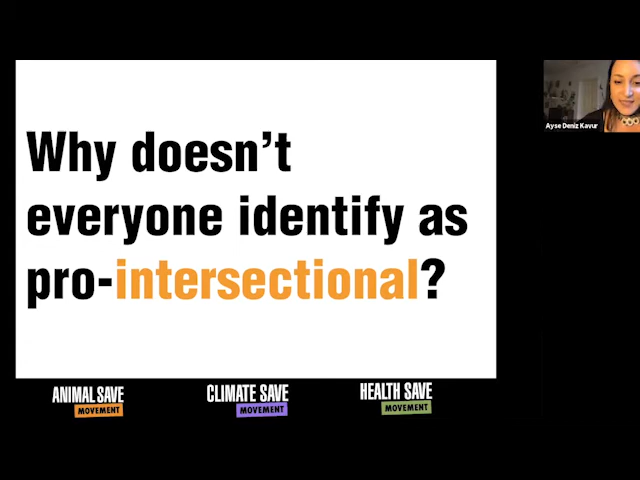 Why doesn't
everyone identify as
pro-intersectional?
Ayse Deniz Kavur
ANIMAL SAVE
MOVEMENT
CLIMATE SAVE
MOVEMENT
HEALTH SAVE
MOVEMENT